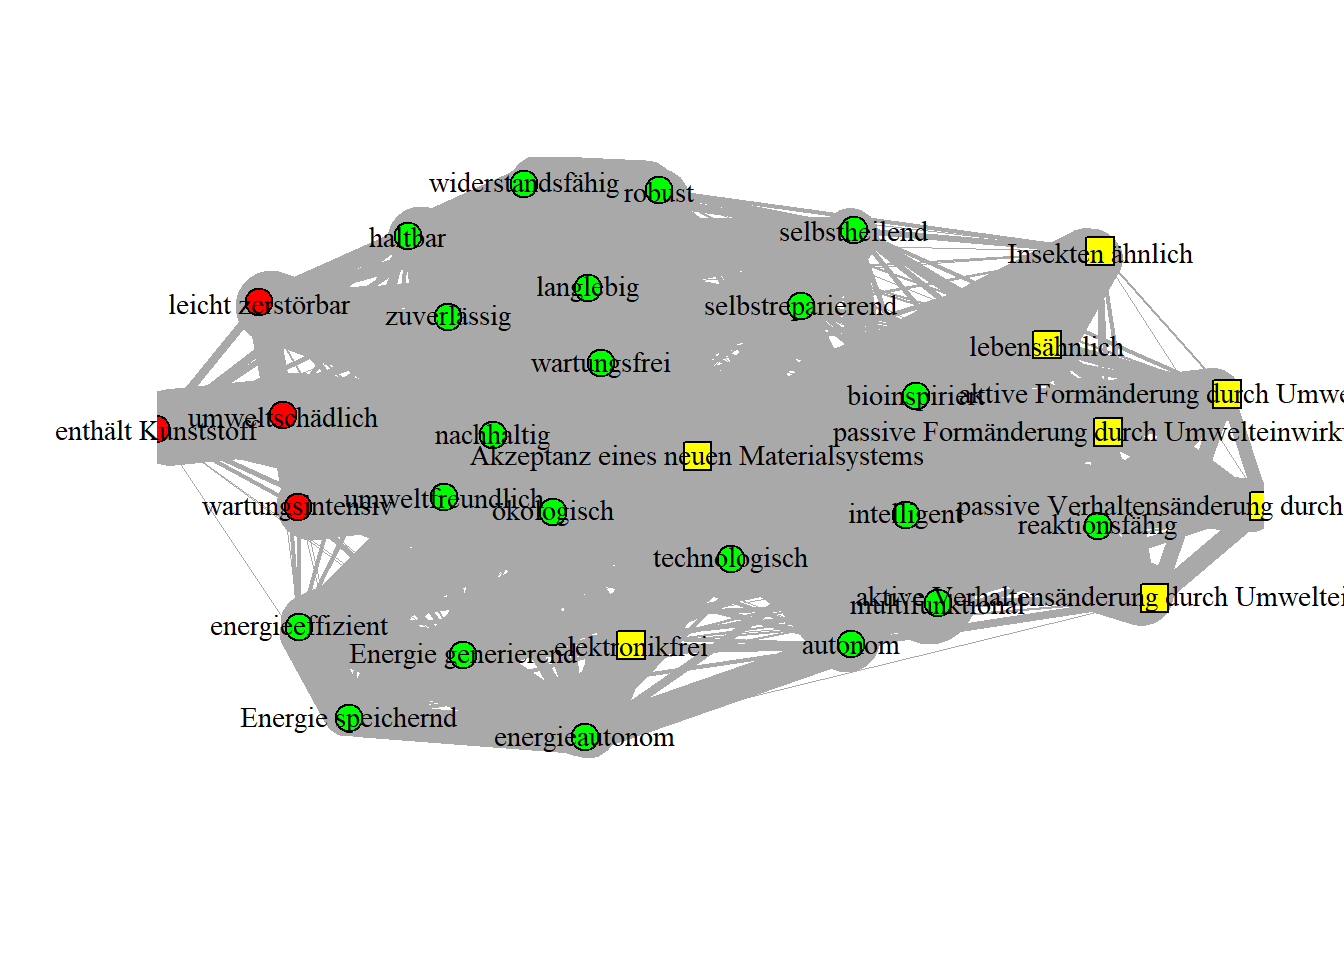 widerstandsfähig
robust
haltbar
selbstheilend
Insekten ähnlich
langlebig
leicht zerstörbar
selbstreparierend
zuverlässig
lebensähnlich
wartungsfrei
bioinspiriert
aktive Formänderung durch Umwe
umweltschädlich
enthält Kunststoff
nachhaltig
passive Formänderung durch Umwelteinwirk
Akzeptanz eines neuen Materialsystems
umweltfreundlich
wartungsintensiv
ökologisch
intelligent
passive Verhaltensänderung durch
reaktionsfähig
technologisch
aktive Verhaltensänderung durch Umweltei
multifunktional
energieeffizient
Energie generierend
elektronikfrei
autonom
Energie speichernd
energieautonom